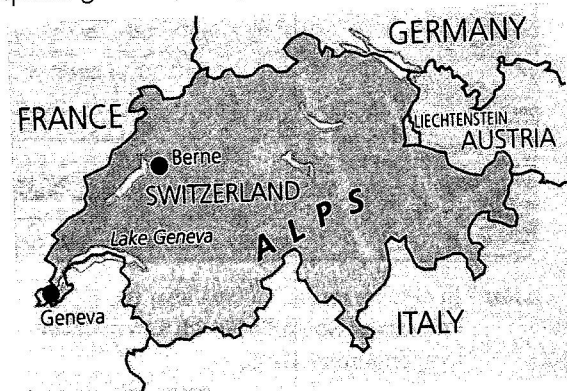 GERMANY
FRANCE
LIECHTENSTEIN
AUSTRIA
Berne
SWITZERLAND
ALPS
Lake Geneva
Geneva
ITALY